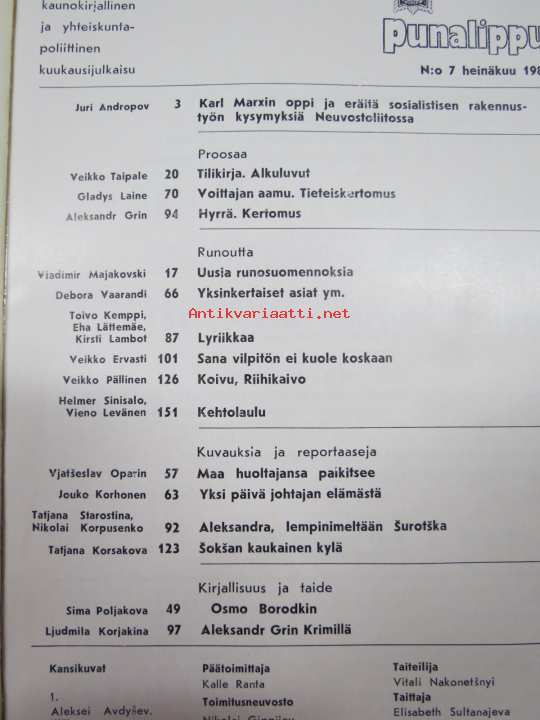 kaunokirjallinen
ja yhteiskunta-
poliittinen
kuukausijulkaisu
punalippu
N:o 7 heinäkuu 198
Juri Andropov 3 Karl Marxin oppi ja eräitä sosialistisen rakennus-
työn kysymyksiä Neuvostoliitossa
Proosaa
Veikko Taipale 20 Tilikirja. Alkuluvut
Gladys Laine 70 Voittajan aamu. Tieteiskertomus
Aleksandr Grin 94 Hyrrä. Kertomus
Runoutta
Vladimir Majakovski 17 Uusia runosuomennoksia
Debora Vaarandi 66 Yksinkertaiset asiat ym.
Antikvariaatti.net
Toivo Kemppi,
Eha Lättemäe,
Kirsti Lambot 87 Lyriikkaa
Veikko Ervasti 101 Sana vilpitön ei kuole koskaan
Veikko Pällinen 126 Koivu, Riihikaivo
Helmer Sinisalo,
Vieno Levänen 151 Kehtolaulu
Kuvauksia ja reportaaseja
Vjatšeslav Oparin 57 Maa huoltajansa paikitsee
Jouko Korhonen 63 Yksi päivä johtajan elämästä
Tatjana Starostina,
Nikolai Korpusenko 92 Aleksandra, lempinimeltään Šurotška
Tatjana Korsakova 123 Šokšan kaukainen kylä
Kirjallisuus ja taide
Sima Poljakova 49 Osmo Borodkin
Ljudmila Korjakina 97 Aleksandr Grin Krimillä
Kansikuvat Päätoimittaja Taiteilija
Kalle Ranta Vitali Nakonetšnyi
1. Toimitusneuvosto Taittaja
Aleksei Avdyšev. Elisabeth Sultanajeva
Nikolai